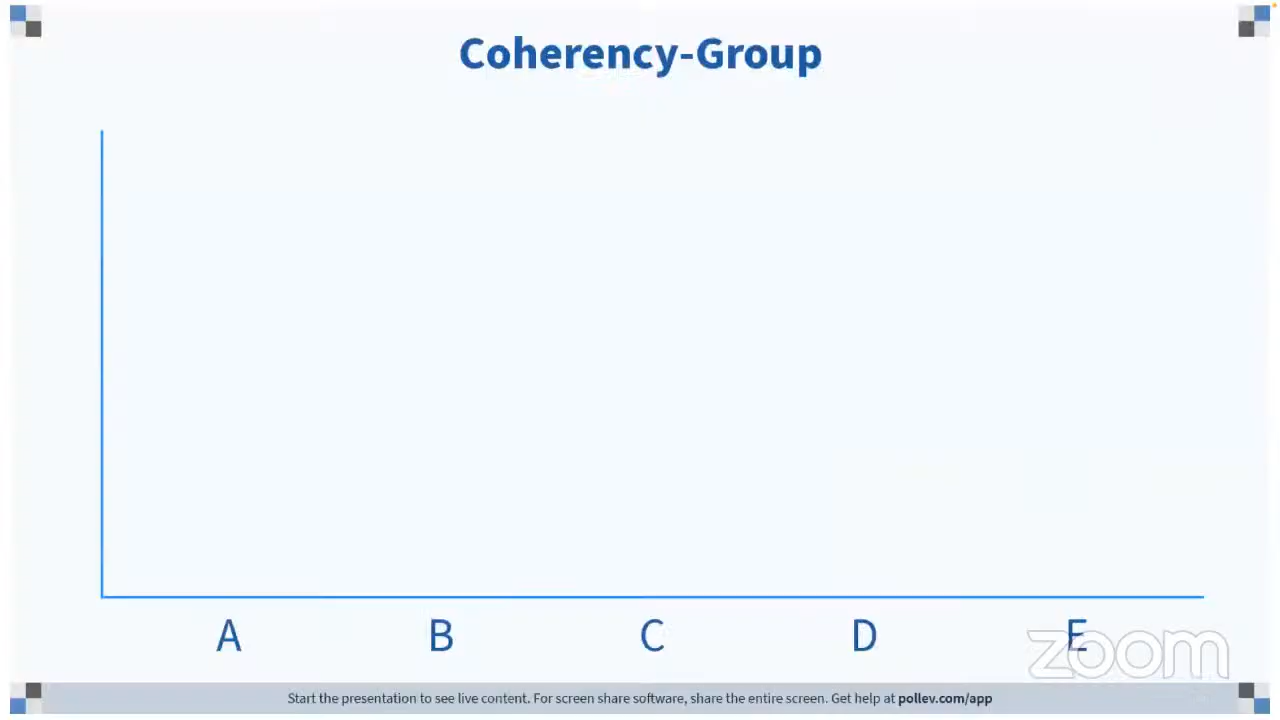 Coherency-Group
A B C D E
zoom
Start the presentation to see live content. For screen share software, share the entire screen. Get help at pollev.com/app